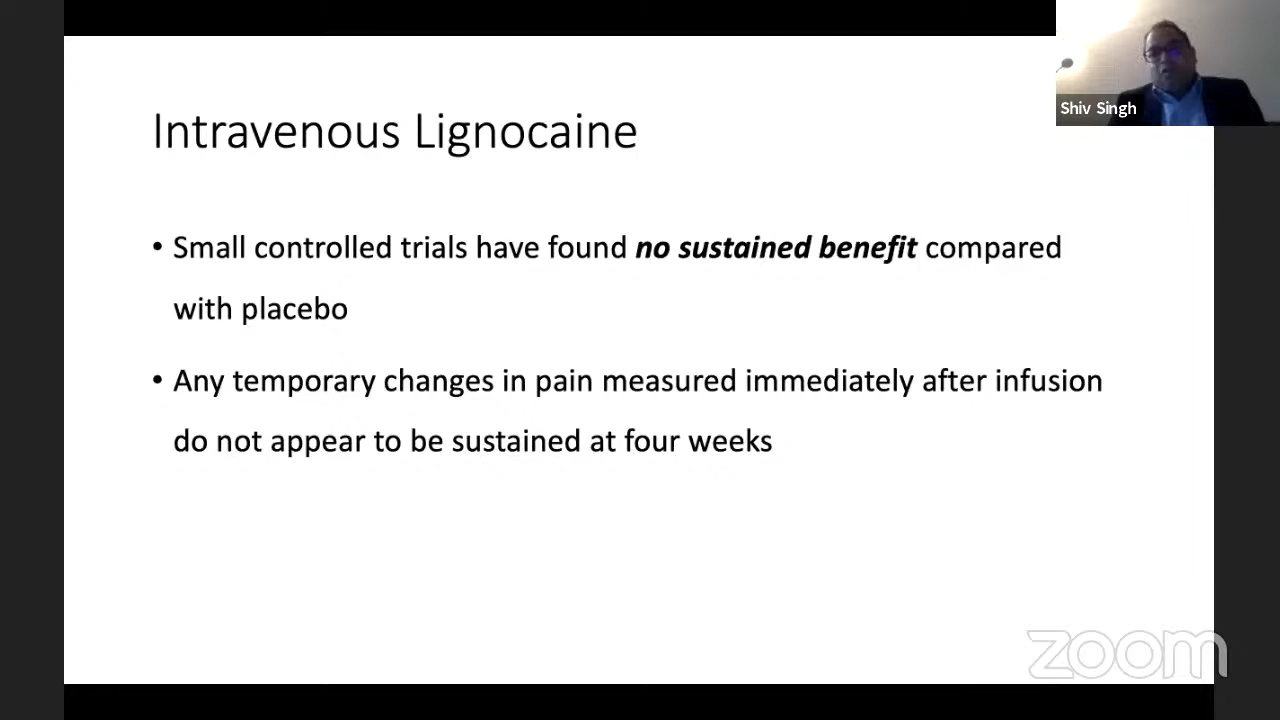 Shiv Singh
Intravenous Lignocaine
• Small controlled trials have found no sustained benefit compared
with placebo
• Any temporary changes in pain measured immediately after infusion
do not appear to be sustained at four weeks
zoom